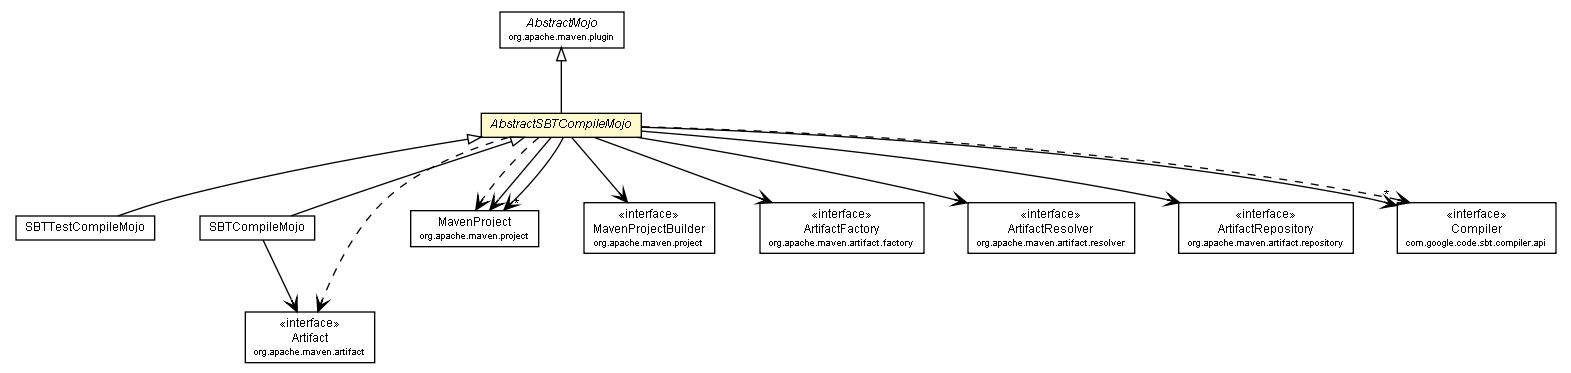 AbstractMojo
org.apache.maven.plugin
AbstractSBTCompileMojo
SBTTestCompileMojo
SBTCompileMojo
MavenProject
org.apache.maven.project
*
«interface»
MavenProjectBuilder
org.apache.maven.project
«interface»
ArtifactFactory
org.apache.maven.artifact.factory
«interface»
ArtifactResolver
org.apache.maven.artifact.resolver
«interface»
ArtifactRepository
org.apache.maven.artifact.repository
*
«interface»
Compiler
com.google.code.sbt.compiler.api
«interface»
Artifact
org.apache.maven.artifact